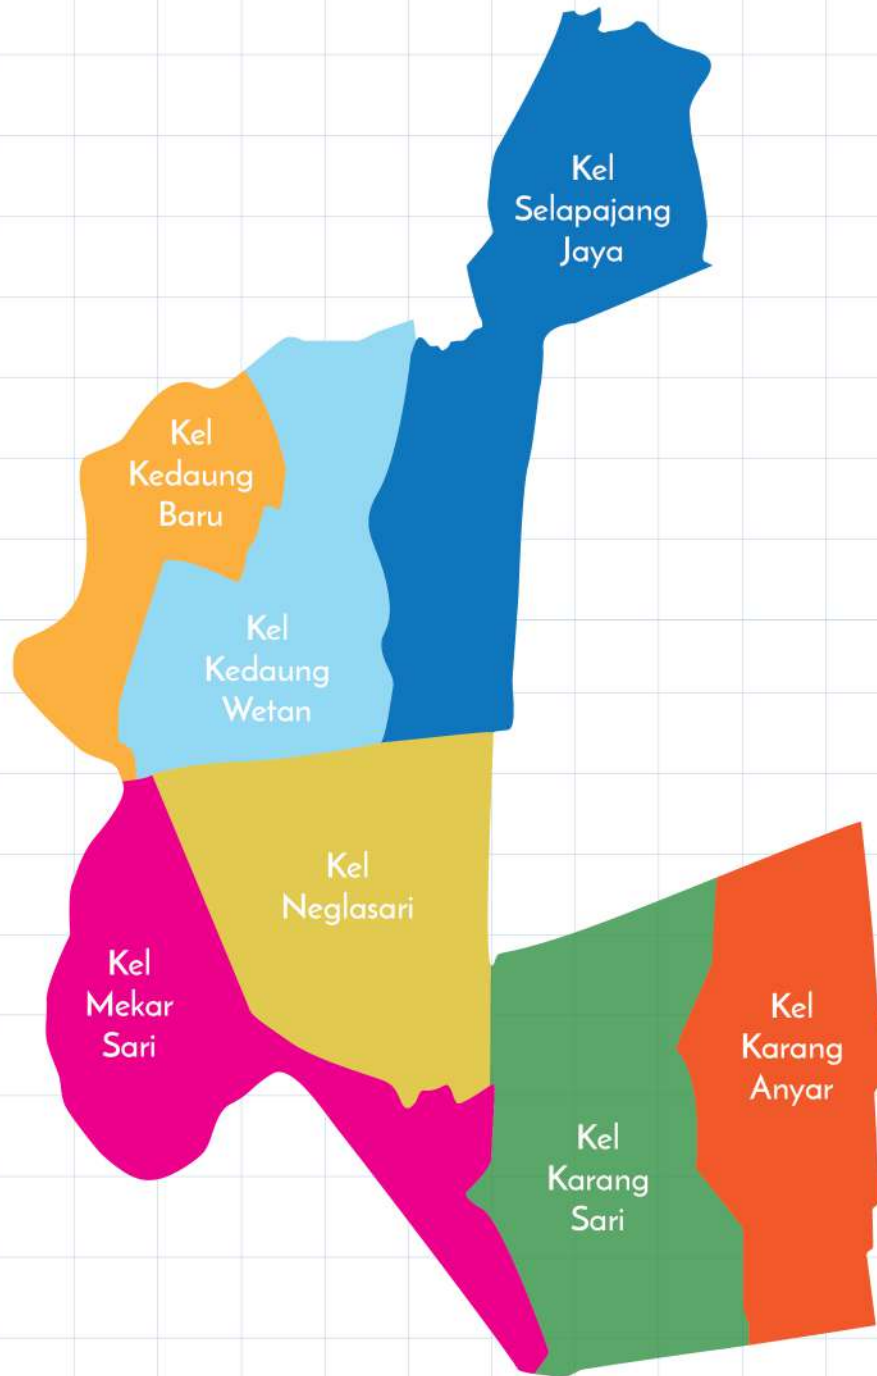 Kel
Selapajang
Jaya
Kel
Kedaung
Baru
Kel
Kedaung
Wetan
Kel
Neglasari
Kel
Mekar
Sari
Kel
Karang
Anyar
Kel
Karang
Sari